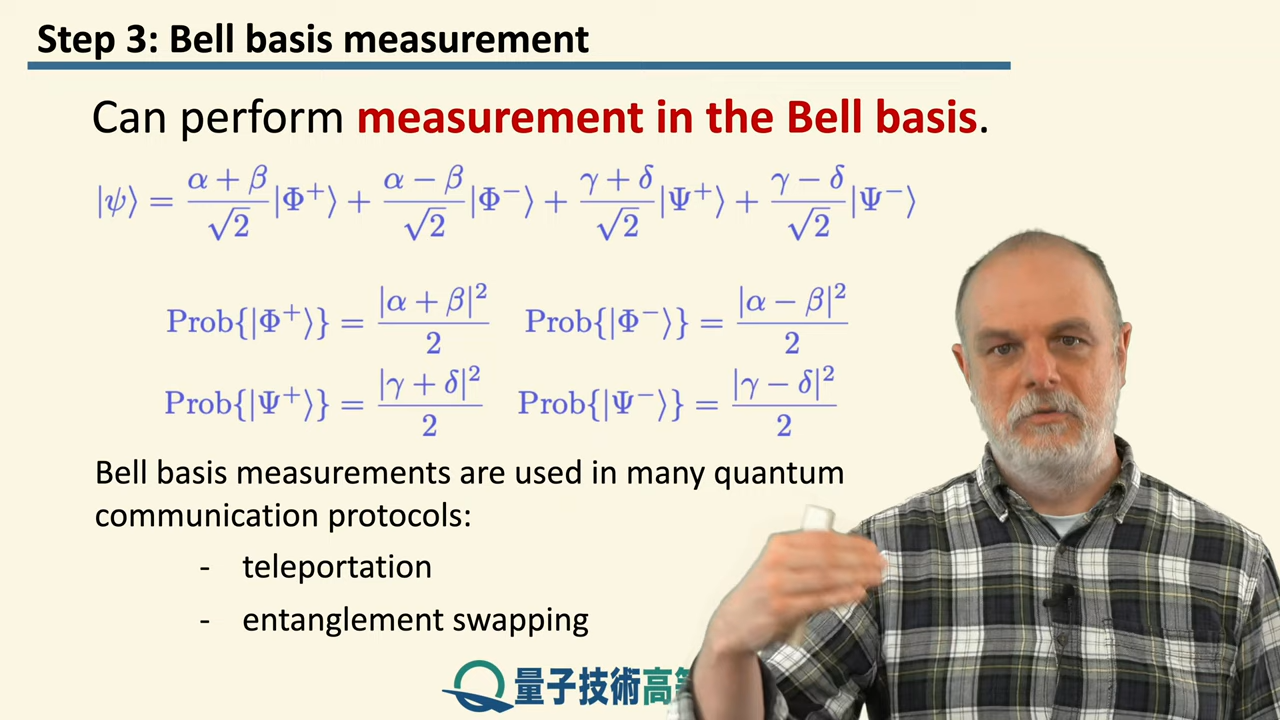 Step 3: Bell basis measurement
Can perform measurement in the Bell basis.
|ψ⟩ = (α + β)/√2 |Φ⁺⟩ + (α − β)/√2 |Φ⁻⟩ + (γ + δ)/√2 |Ψ⁺⟩ + (γ − δ)/√2 |Ψ⁻⟩
Prob{|Φ⁺⟩} = |α + β|²/2 Prob{|Φ⁻⟩} = |α − β|²/2
Prob{|Ψ⁺⟩} = |γ + δ|²/2 Prob{|Ψ⁻⟩} = |γ − δ|²/2
Bell basis measurements are used in many quantum
communication protocols:
- teleportation
- entanglement swapping
量子技術高